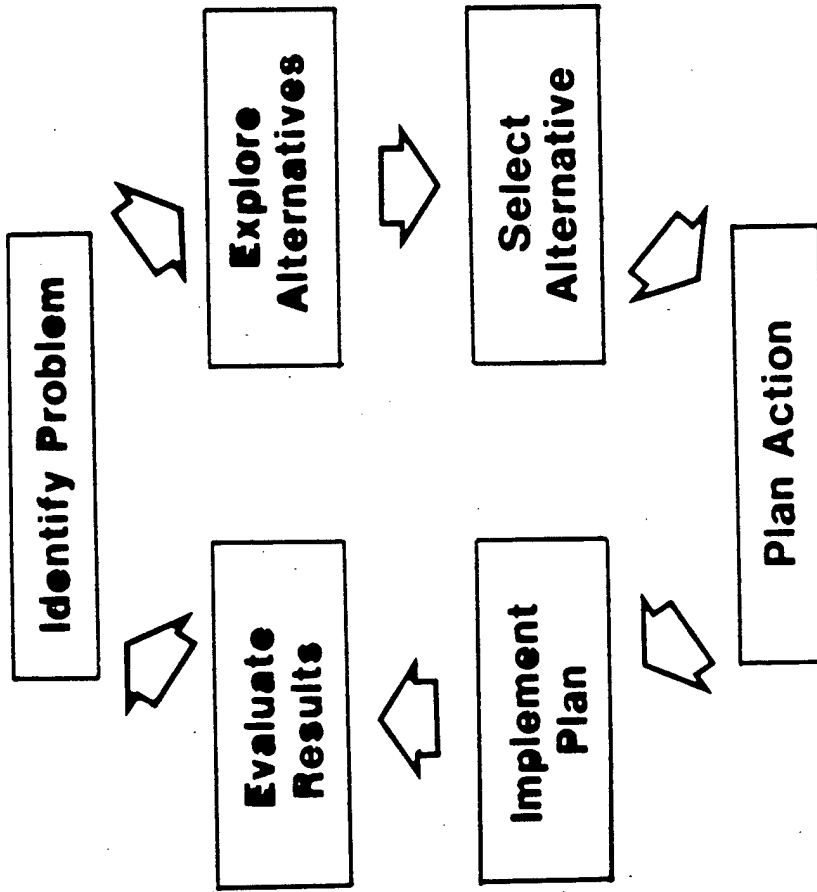 Identify Problem
Explore
Alternatives
Select
Alternative
Plan Action
Implement
Plan
Evaluate
Results